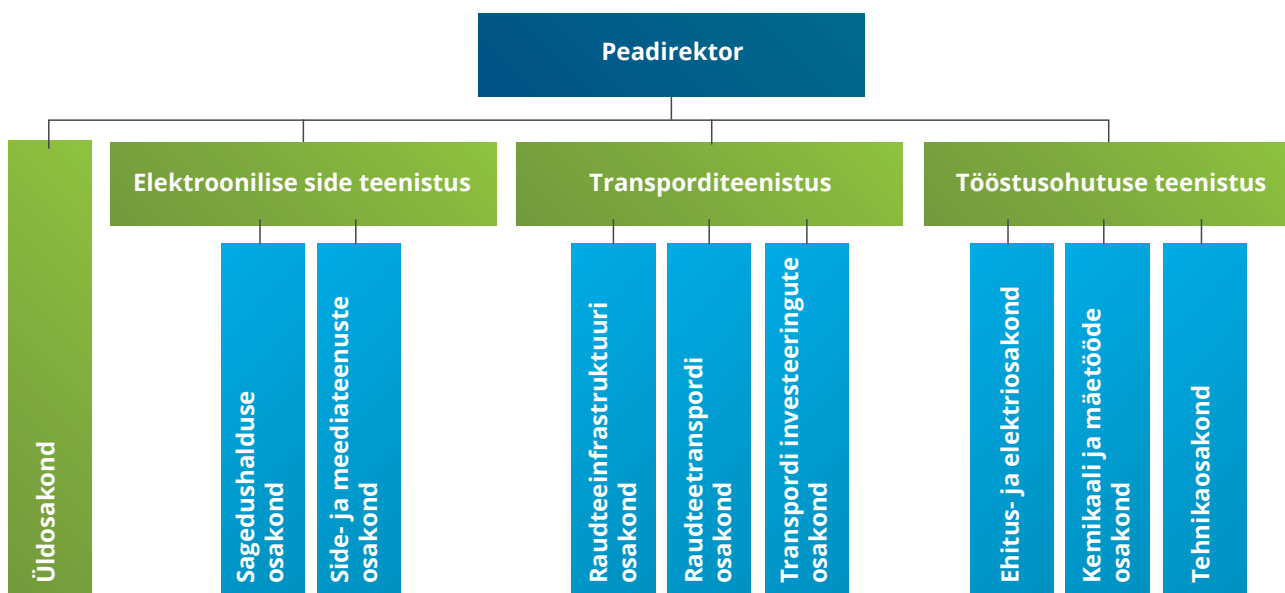 Peadirektor
Üldosakond
Elektroonilise side teenistus
Sagedushalduse
osakond
Side- ja meediateenuste
osakond
Transporditeenistus
Raudteeinfrastruktuuri
osakond
Raudteetranspordi
osakond
Transpordi investeeringute
osakond
Tööstusohutuse teenistus
Ehitus- ja elektriosakond
Kemikaali ja mäetööde
osakond
Tehnikaosakond